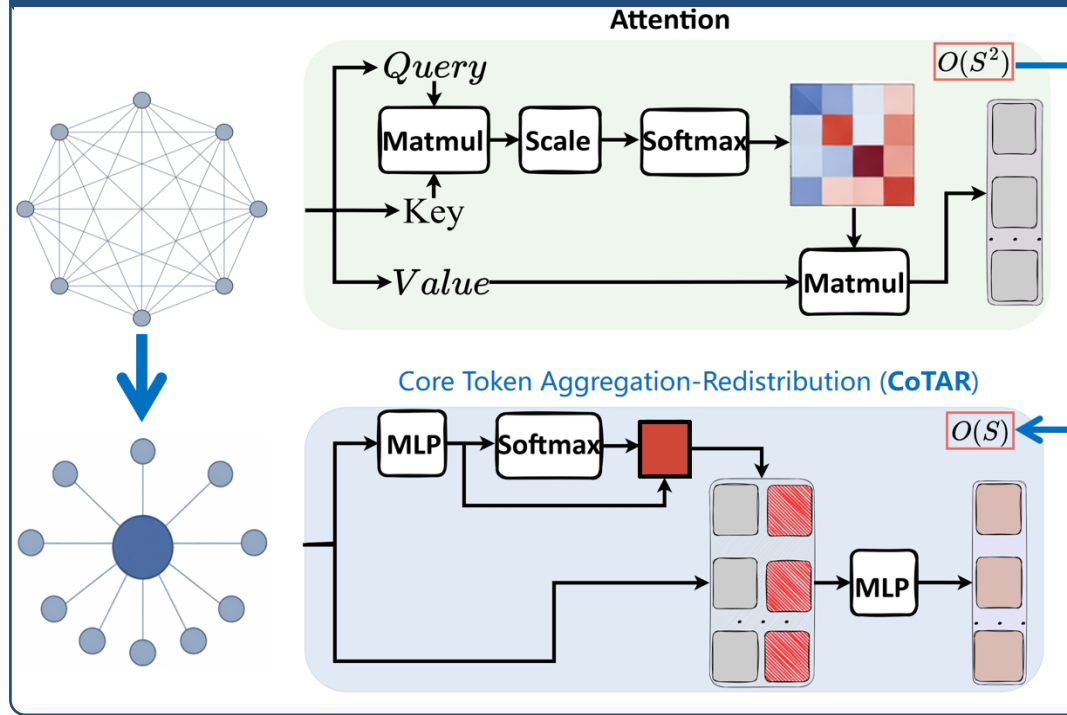 Attention
Query
O(S²)
Matmul
Scale
Softmax
Key
Value
Matmul
Core Token Aggregation-Redistribution (CoTAR)
MLP
Softmax
O(S)
MLP